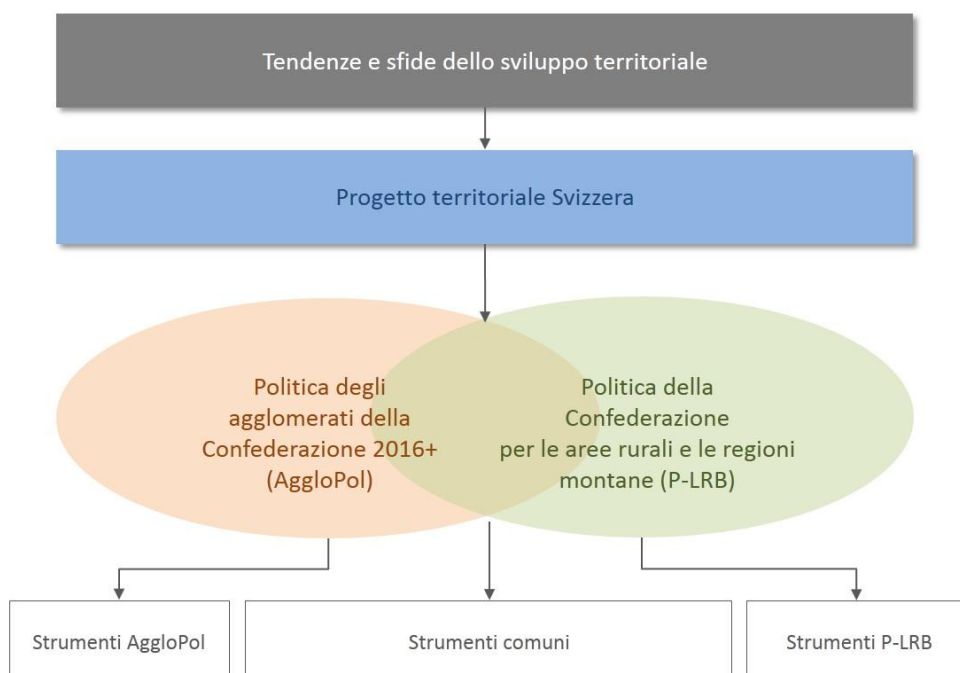 Tendenze e sfide dello sviluppo territoriale
Progetto territoriale Svizzera
Politica degli
agglomerati della
Confederazione 2016+
(AggloPol)
Politica della
Confederazione
per le aree rurali e le regioni
montane (P-LRB)
Strumenti AggloPol
Strumenti comuni
Strumenti P-LRB